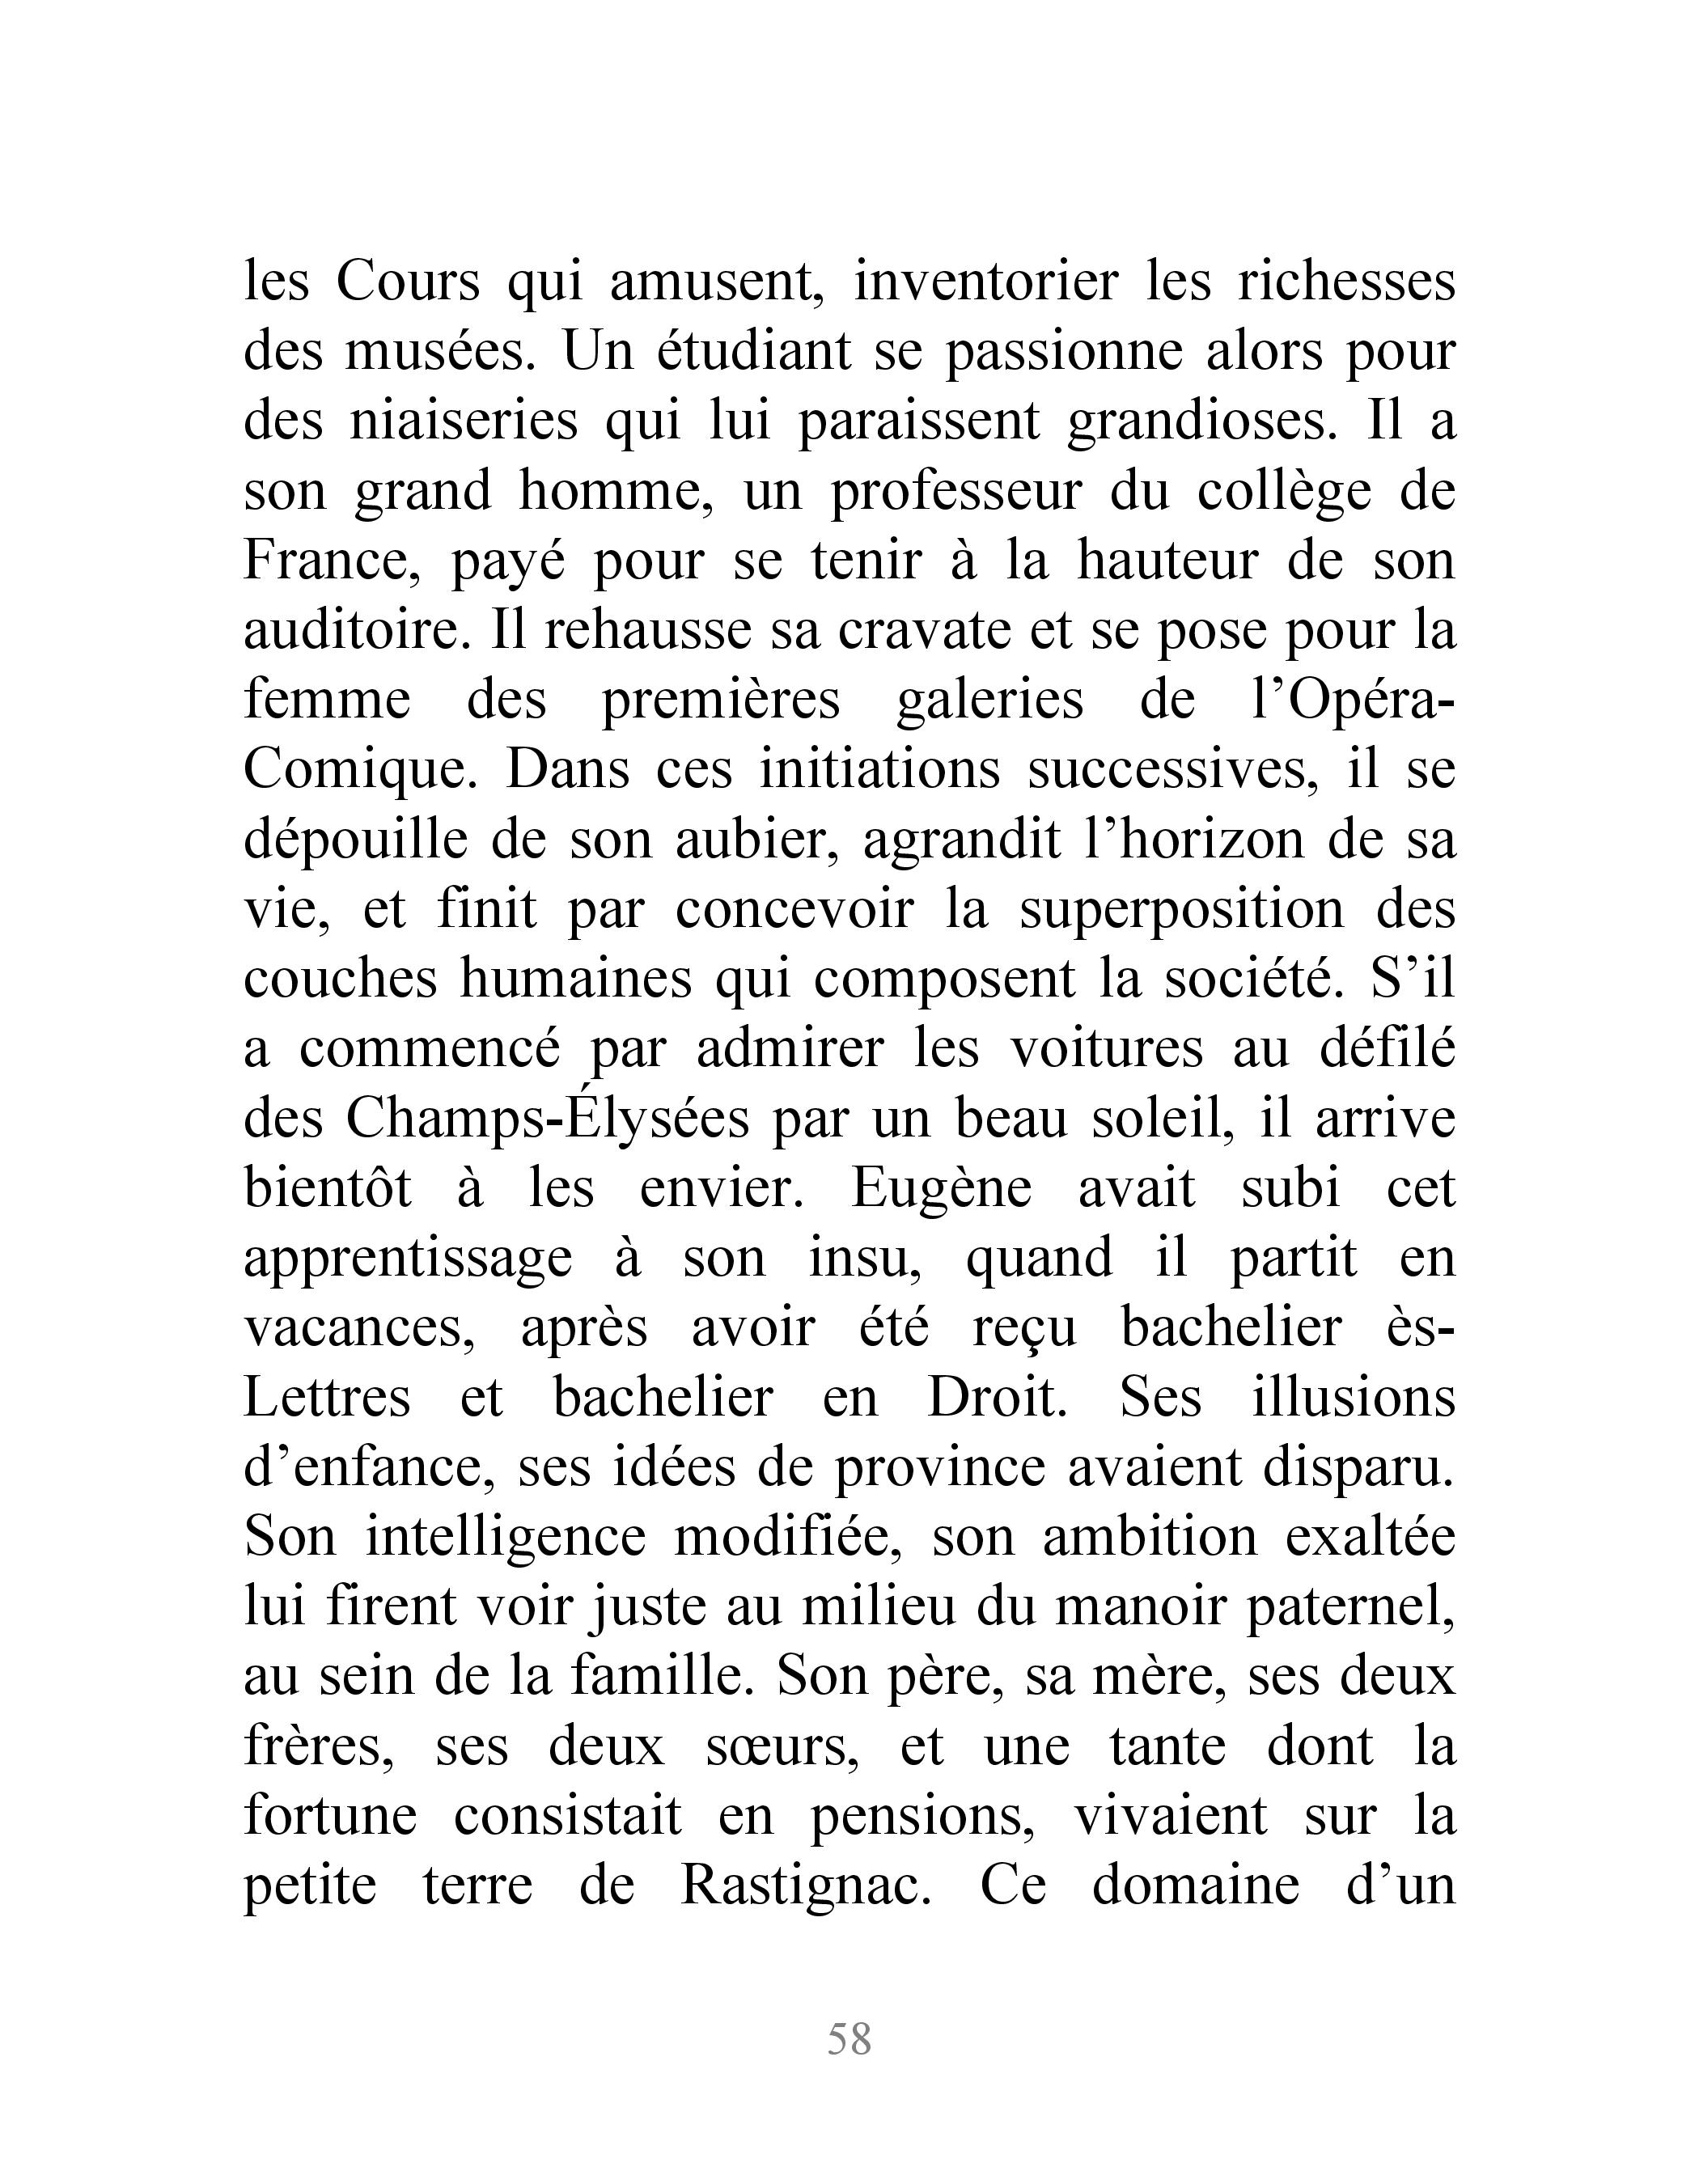 les Cours qui amusent, inventorier les richesses
des musées. Un étudiant se passionne alors pour
des niaiseries qui lui paraissent grandioses. Il a
son grand homme, un professeur du collège de
France, payé pour se tenir à la hauteur de son
auditoire. Il rehausse sa cravate et se pose pour la
femme des premières galeries de l’Opéra-
Comique. Dans ces initiations successives, il se
dépouille de son aubier, agrandit l’horizon de sa
vie, et finit par concevoir la superposition des
couches humaines qui composent la société. S’il
a commencé par admirer les voitures au défilé
des Champs-Élysées par un beau soleil, il arrive
bientôt à les envier. Eugène avait subi cet
apprentissage à son insu, quand il partit en
vacances, après avoir été reçu bachelier ès-
Lettres et bachelier en Droit. Ses illusions
d’enfance, ses idées de province avaient disparu.
Son intelligence modifiée, son ambition exaltée
lui firent voir juste au milieu du manoir paternel,
au sein de la famille. Son père, sa mère, ses deux
frères, ses deux sœurs, et une tante dont la
fortune consistait en pensions, vivaient sur la
petite terre de Rastignac. Ce domaine d’un
58